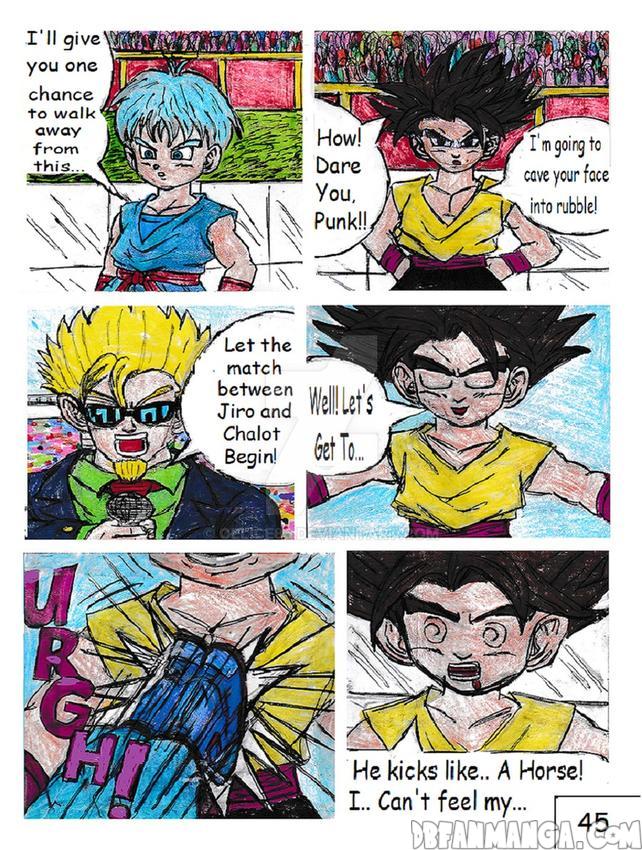 I'll give
you one
chance
to walk
away
from
this...
How!
Dare
You,
Punk!!
I'm going to
cave your face
into rubble!
Let the
match
between
Jiro and
Chalot
Begin!
Well! Let's
Get To...
URGH!
He kicks like.. A Horse!
I.. Can't feel my...
45
DBFANMANGA.COM